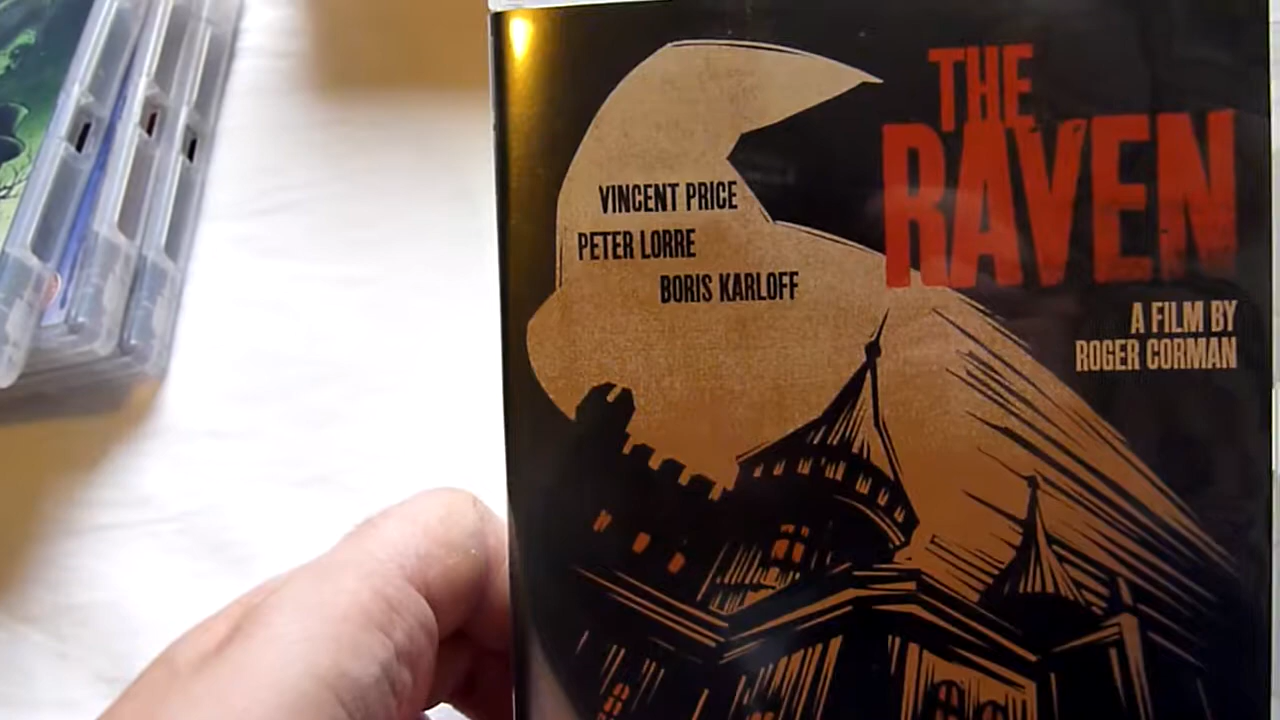 THE
RAVEN
VINCENT PRICE
PETER LORRE
BORIS KARLOFF
A FILM BY
ROGER CORMAN